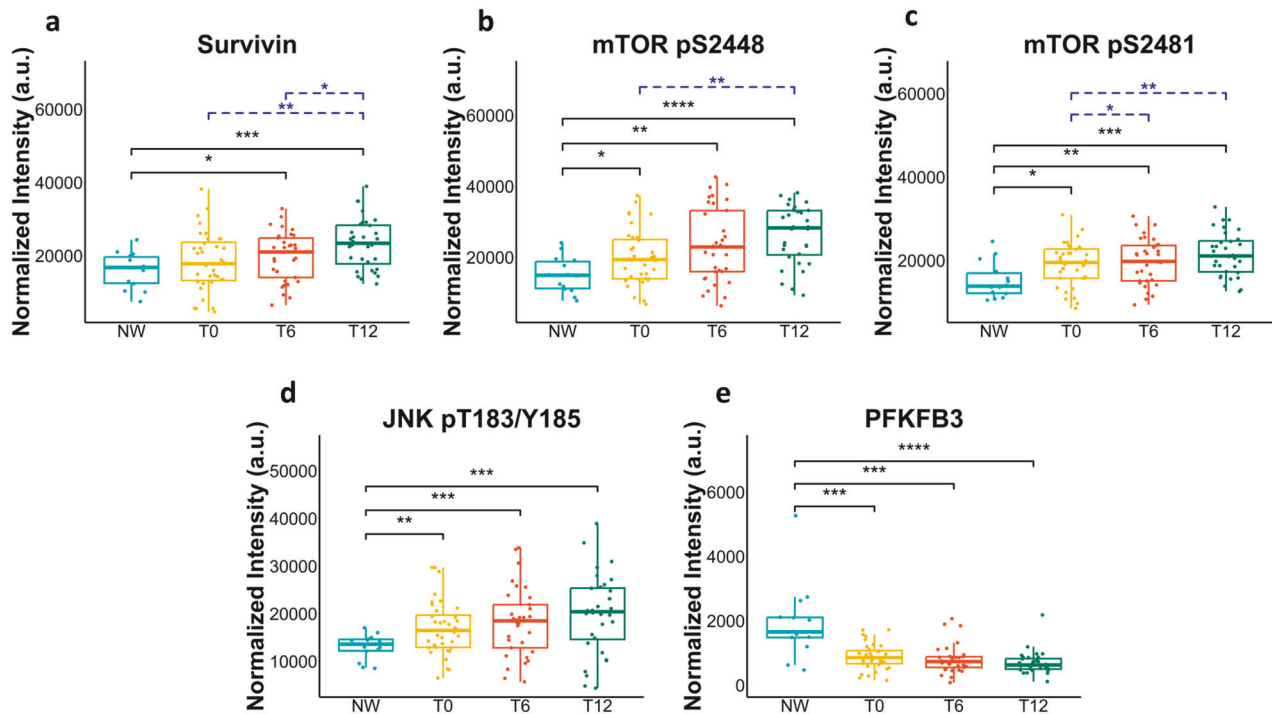 a
Survivin
Normalized Intensity (a.u.)
60000
40000
20000
*
**
***
*
NW T0 T6 T12
b
mTOR pS2448
Normalized Intensity (a.u.)
60000
40000
20000
**
****
**
*
NW T0 T6 T12
c
mTOR pS2481
Normalized Intensity (a.u.)
60000
40000
20000
**
*
***
**
*
NW T0 T6 T12
d
JNK pT183/Y185
Normalized Intensity (a.u.)
50000
40000
30000
20000
10000
***
***
**
NW T0 T6 T12
e
PFKFB3
Normalized Intensity (a.u.)
6000
4000
2000
0
****
***
***
NW T0 T6 T12